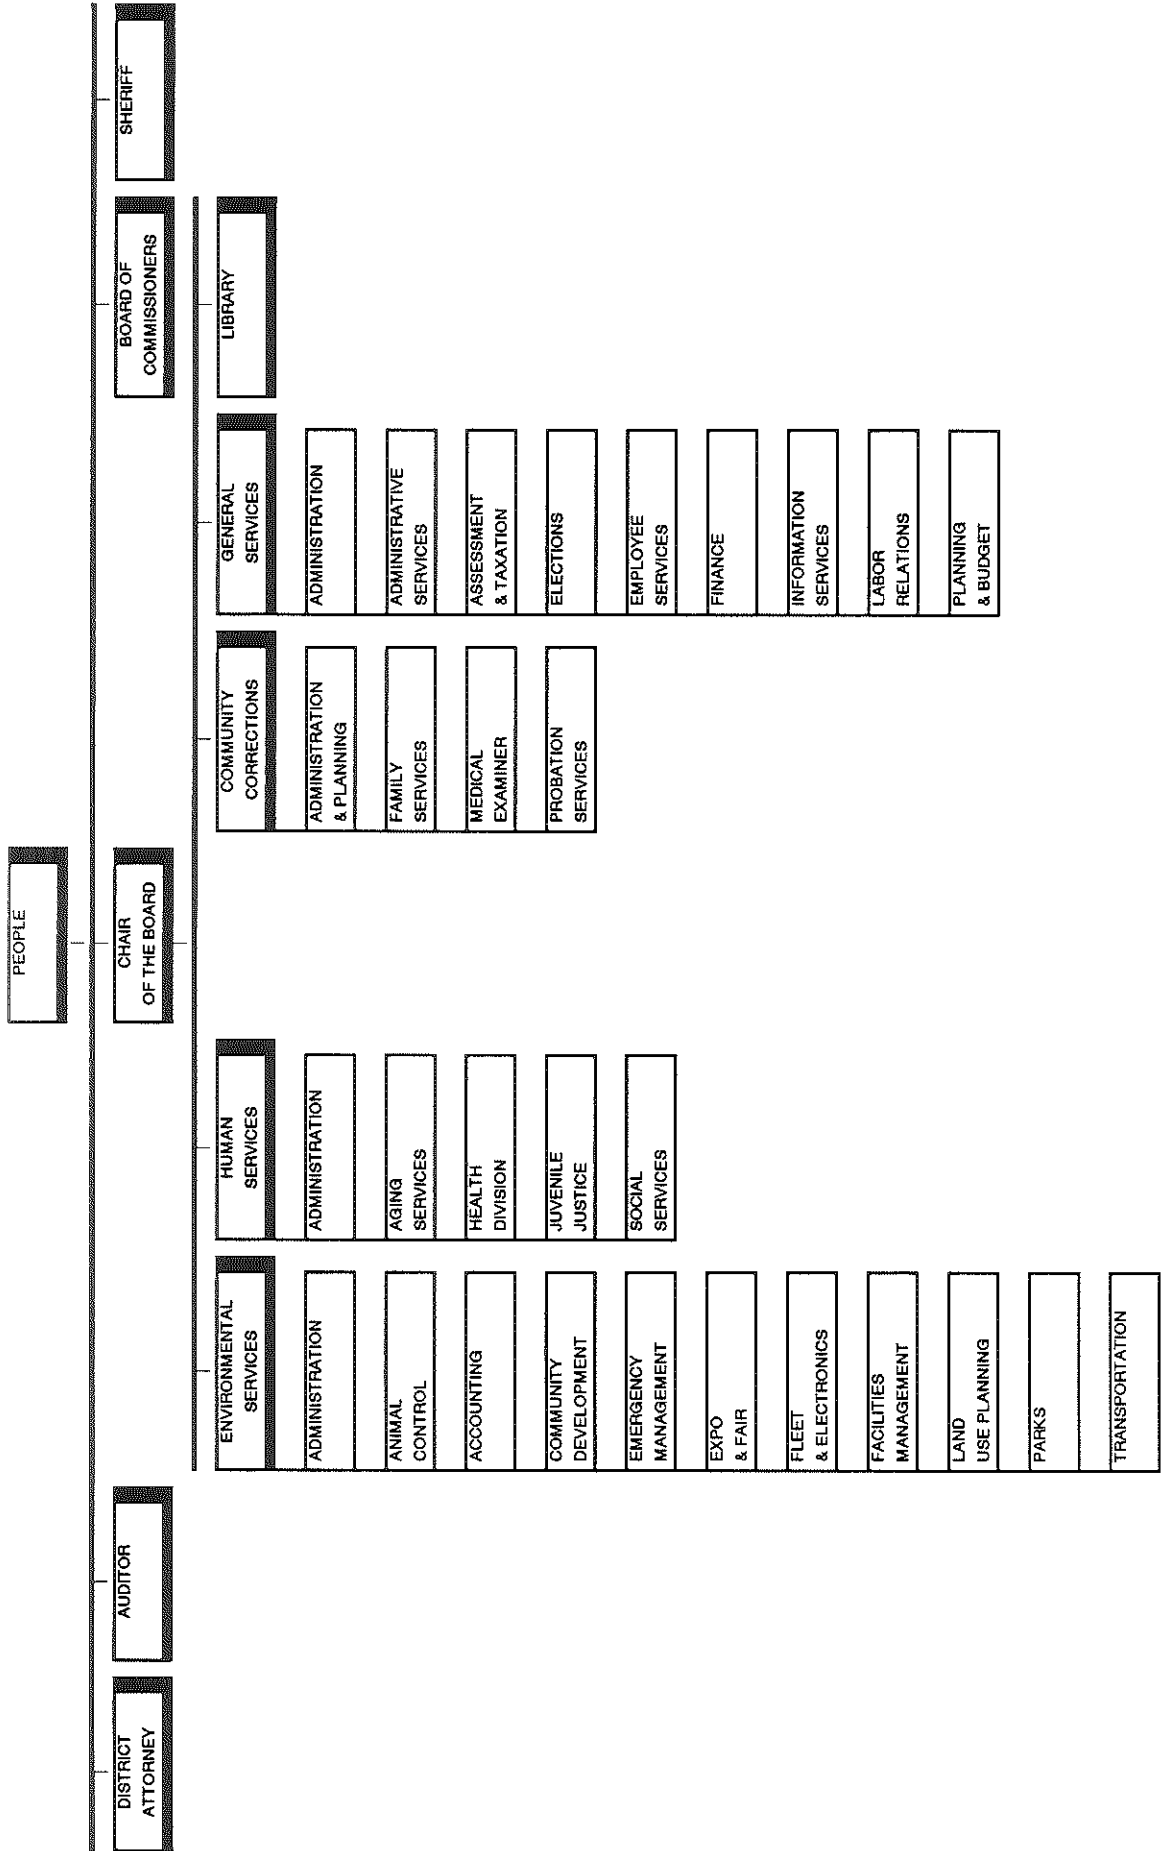 PEOPLE
DISTRICT
ATTORNEY
AUDITOR
CHAIR
OF THE BOARD
BOARD OF
COMMISSIONERS
SHERIFF
ENVIRONMENTAL
SERVICES
ADMINISTRATION
ANIMAL
CONTROL
ACCOUNTING
COMMUNITY
DEVELOPMENT
EMERGENCY
MANAGEMENT
EXPO
& FAIR
FLEET
& ELECTRONICS
FACILITIES
MANAGEMENT
LAND
USE PLANNING
PARKS
TRANSPORTATION
HUMAN
SERVICES
ADMINISTRATION
AGING
SERVICES
HEALTH
DIVISION
JUVENILE
JUSTICE
SOCIAL
SERVICES
COMMUNITY
CORRECTIONS
ADMINISTRATION
& PLANNING
FAMILY
SERVICES
MEDICAL
EXAMINER
PROBATION
SERVICES
GENERAL
SERVICES
ADMINISTRATION
ADMINISTRATIVE
SERVICES
ASSESSMENT
& TAXATION
ELECTIONS
EMPLOYEE
SERVICES
FINANCE
INFORMATION
SERVICES
LABOR
RELATIONS
PLANNING
& BUDGET
LIBRARY